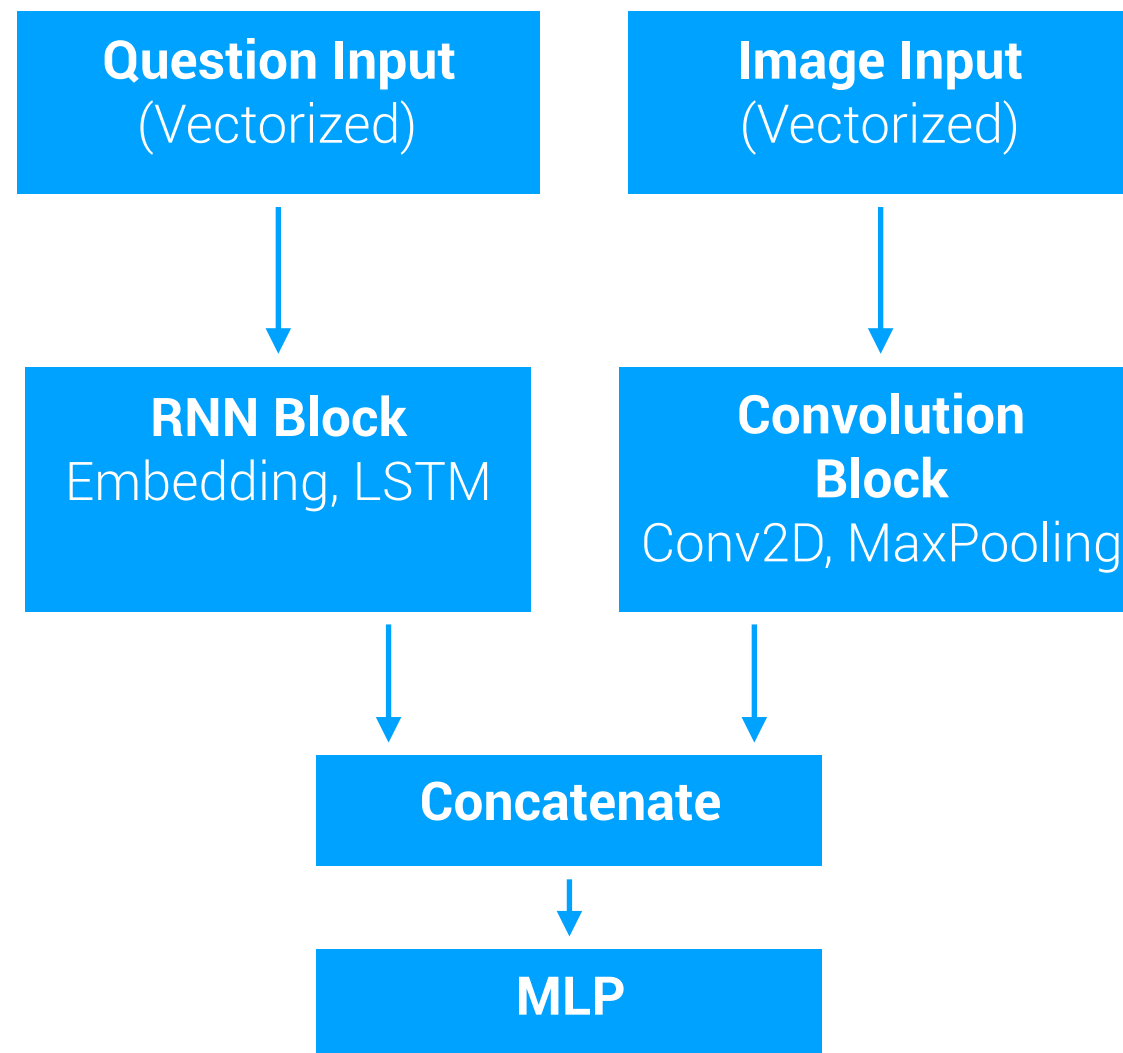 Question Input
(Vectorized)
Image Input
(Vectorized)
RNN Block
Embedding, LSTM
Convolution
Block
Conv2D, MaxPooling
Concatenate
MLP